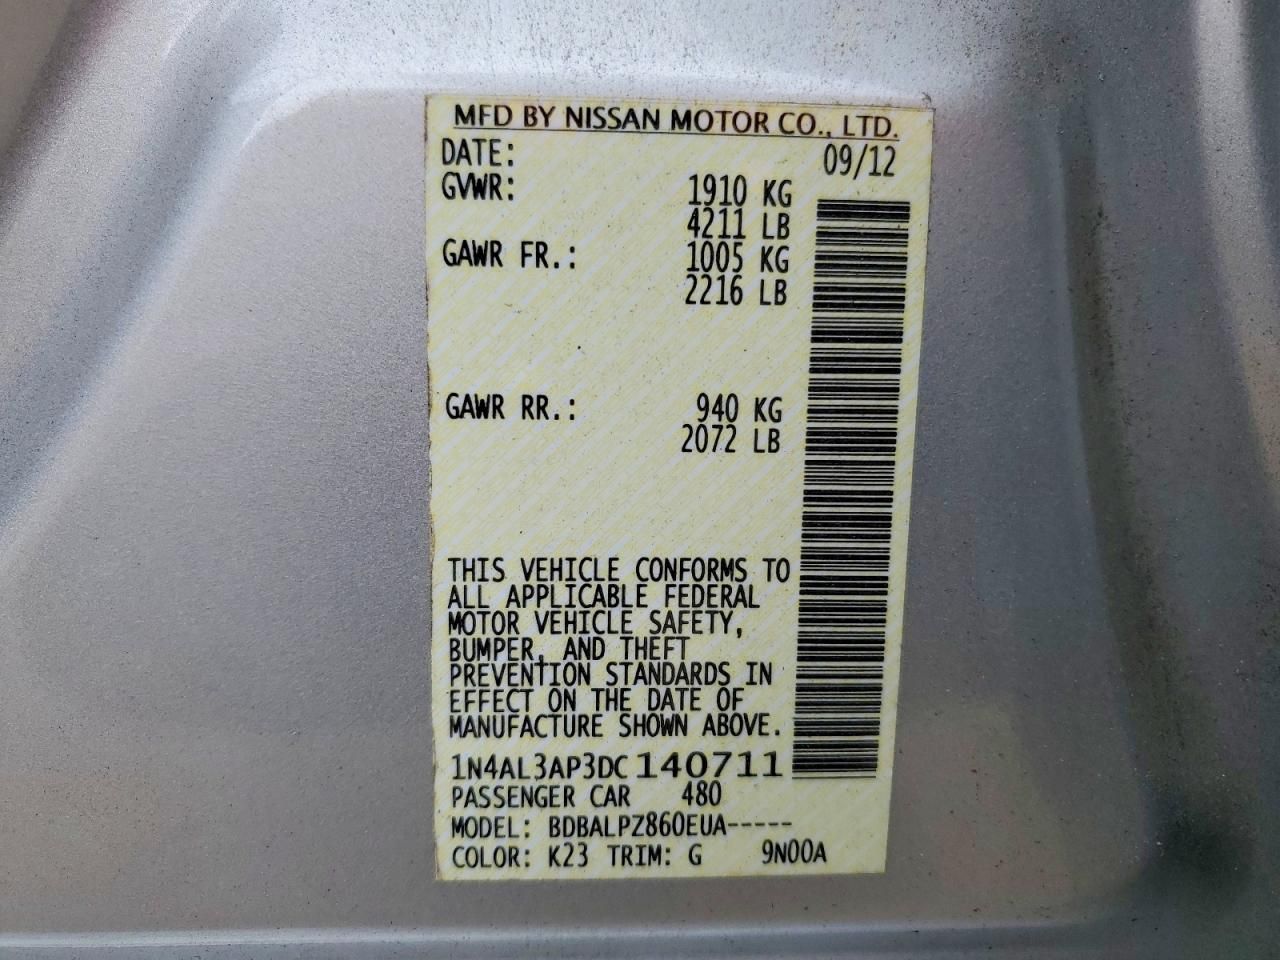 MFD BY NISSAN MOTOR CO., LTD.
DATE: 09/12
GVWR: 1910 KG
4211 LB
GAWR FR.: 1005 KG
2216 LB
GAWR RR.: 940 KG
2072 LB
THIS VEHICLE CONFORMS TO
ALL APPLICABLE FEDERAL
MOTOR VEHICLE SAFETY,
BUMPER, AND THEFT
PREVENTION STANDARDS IN
EFFECT ON THE DATE OF
MANUFACTURE SHOWN ABOVE.
1N4AL3AP3DC140711
PASSENGER CAR 480
MODEL: BDBALPZ860EUA-----
COLOR: K23 TRIM: G 9N00A